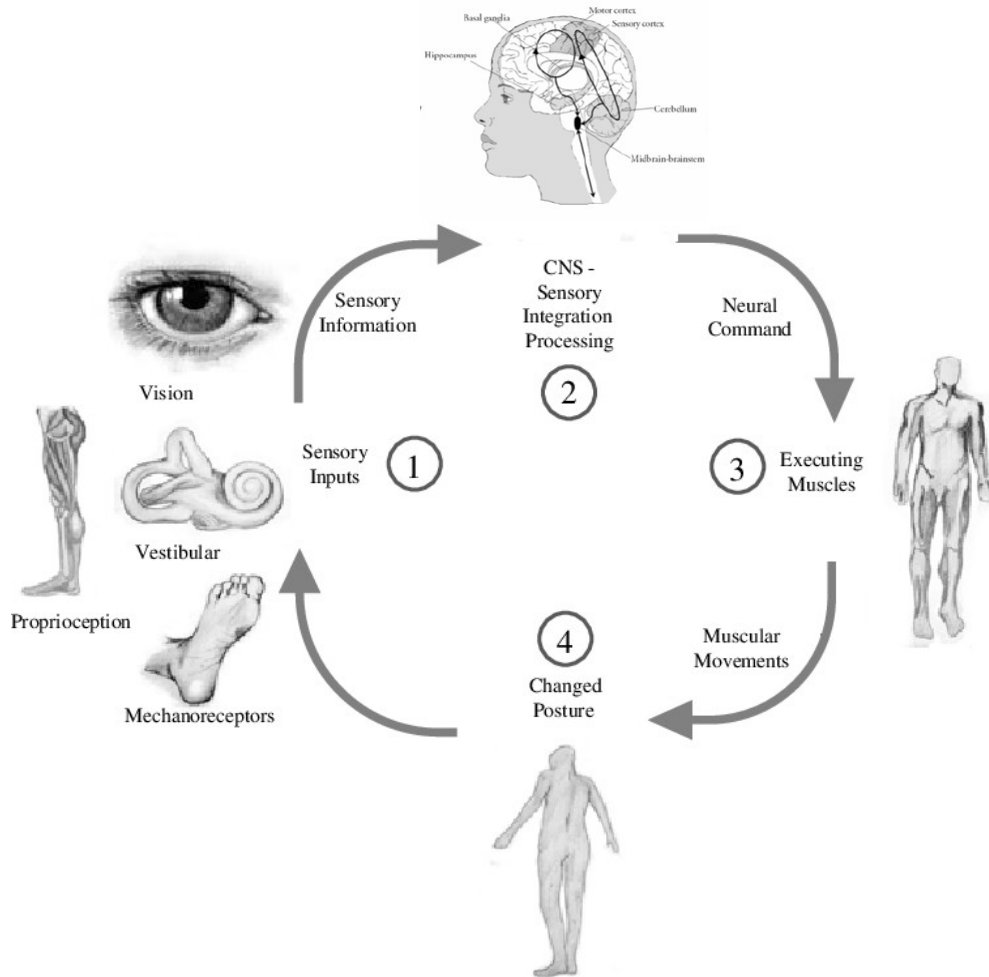 Motor cortex
Basal ganglia
Sensory cortex
Hippocampus
Cerebellum
Midbrain-brainstem
CNS -
Sensory
Integration
Processing
2
Sensory
Information
Neural
Command
Vision
Sensory
Inputs
1
3
Executing
Muscles
Vestibular
Proprioception
Mechanoreceptors
4
Changed
Posture
Muscular
Movements